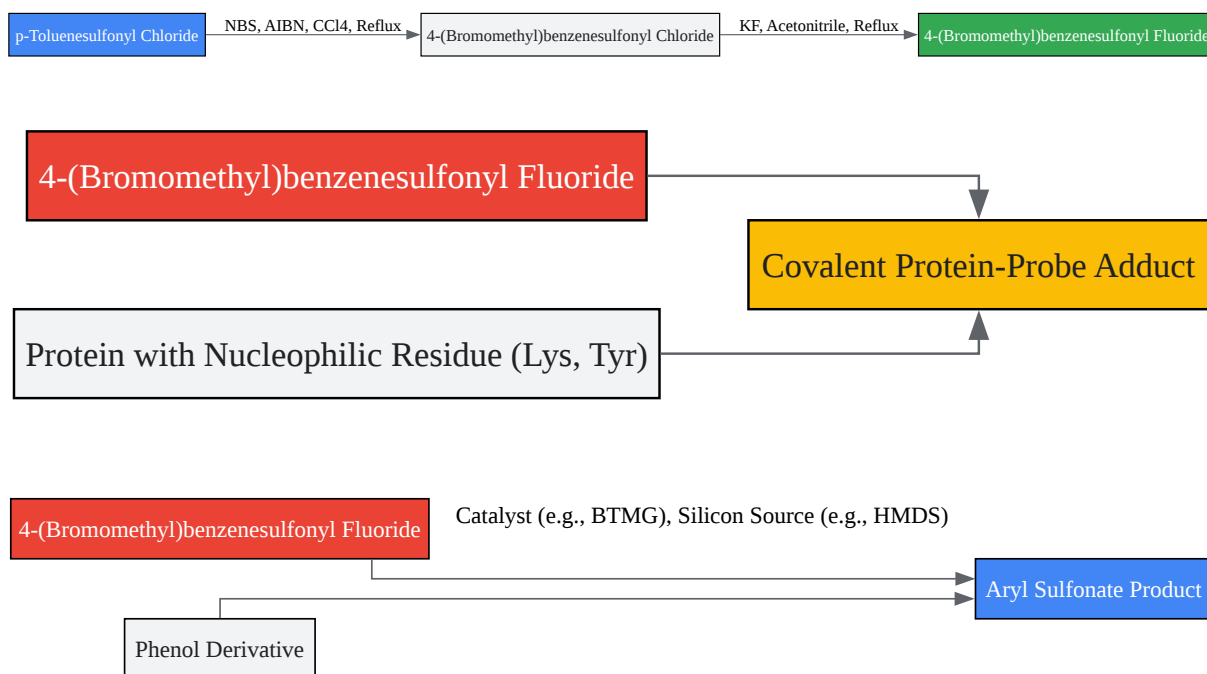 p-Toluenesulfonyl Chloride
NBS, AIBN, CCl4, Reflux
4-(Bromomethyl)benzenesulfonyl Chloride
KF, Acetonitrile, Reflux
4-(Bromomethyl)benzenesulfonyl Fluoride
4-(Bromomethyl)benzenesulfonyl Fluoride
Covalent Protein-Probe Adduct
Protein with Nucleophilic Residue (Lys, Tyr)
4-(Bromomethyl)benzenesulfonyl Fluoride
Catalyst (e.g., BTMG), Silicon Source (e.g., HMDS)
Aryl Sulfonate Product
Phenol Derivative